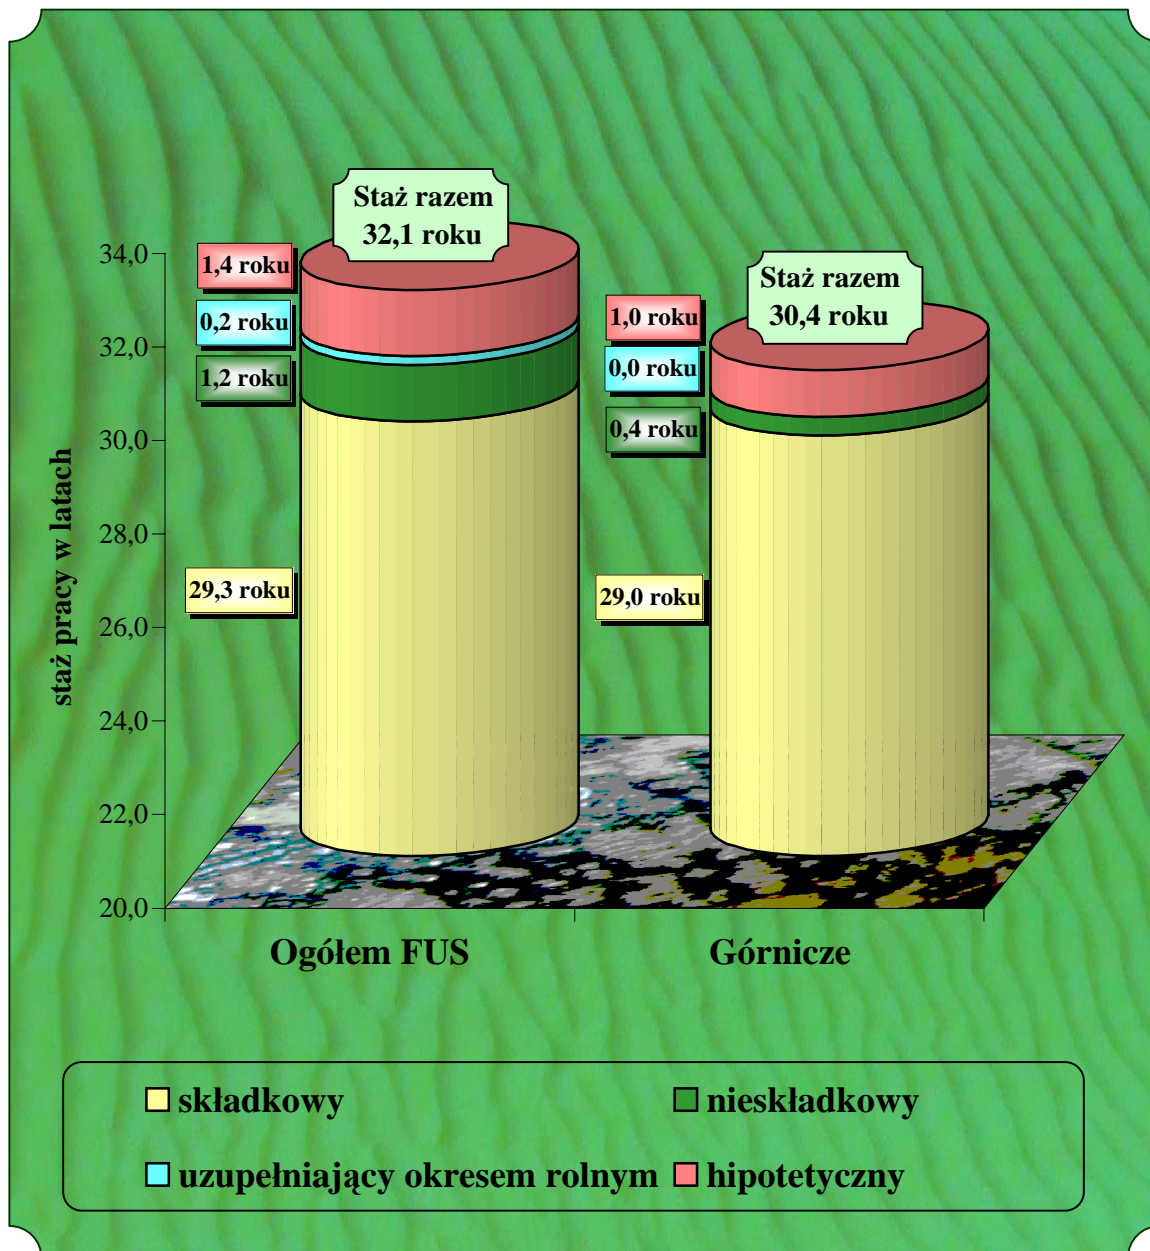 Staż razem
32,1 roku
Staż razem
30,4 roku
34,0
32,0
30,0
28,0
26,0
24,0
22,0
20,0
staż pracy w latach
1,4 roku
0,2 roku
1,2 roku
29,3 roku
1,0 roku
0,0 roku
0,4 roku
29,0 roku
Ogółem FUS
Górnicze
składkowy
nieskładkowy
uzupełniający okresem rolnym
hipotetyczny